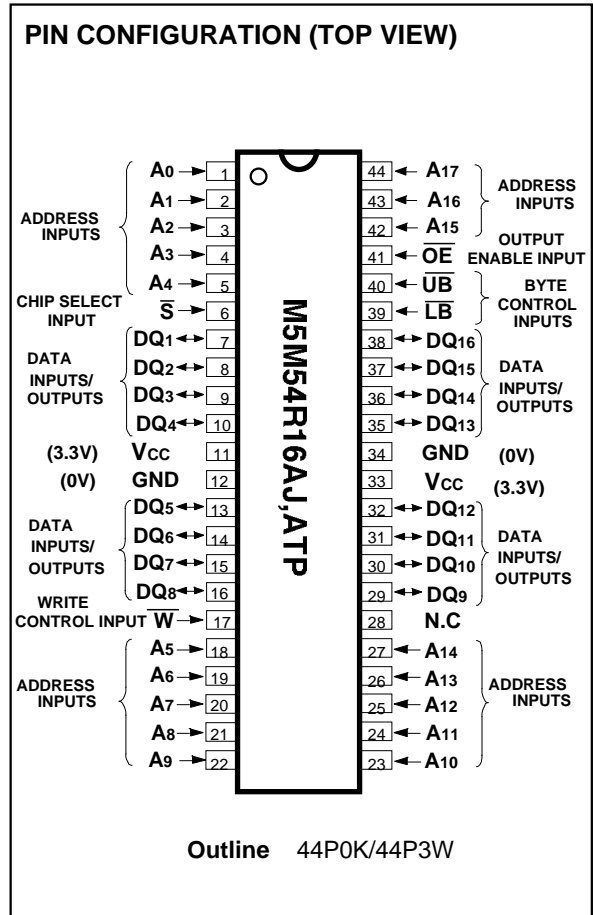 PIN CONFIGURATION (TOP VIEW)
A0 1 44 A17
A1 2 43 A16
A2 3 42 A15
ADDRESS INPUTS
ADDRESS INPUTS
A3 4 41 OE
OUTPUT ENABLE INPUT
A4 5 40 UB
CHIP SELECT INPUT
S 6 39 LB
BYTE CONTROL INPUTS
DQ1 7 38 DQ16
DQ2 8 37 DQ15
DQ3 9 36 DQ14
DQ4 10 35 DQ13
DATA INPUTS/ OUTPUTS
DATA INPUTS/ OUTPUTS
(3.3V) VCC 11 34 GND (0V)
(0V) GND 12 33 VCC (3.3V)
DQ5 13 32 DQ12
DQ6 14 31 DQ11
DQ7 15 30 DQ10
DQ8 16 29 DQ9
DATA INPUTS/ OUTPUTS
DATA INPUTS/ OUTPUTS
WRITE CONTROL INPUT
W 17 28 N.C
A5 18 27 A14
A6 19 26 A13
A7 20 25 A12
A8 21 24 A11
A9 22 23 A10
ADDRESS INPUTS
ADDRESS INPUTS
M5M54R16AJ,ATP
Outline 44P0K/44P3W